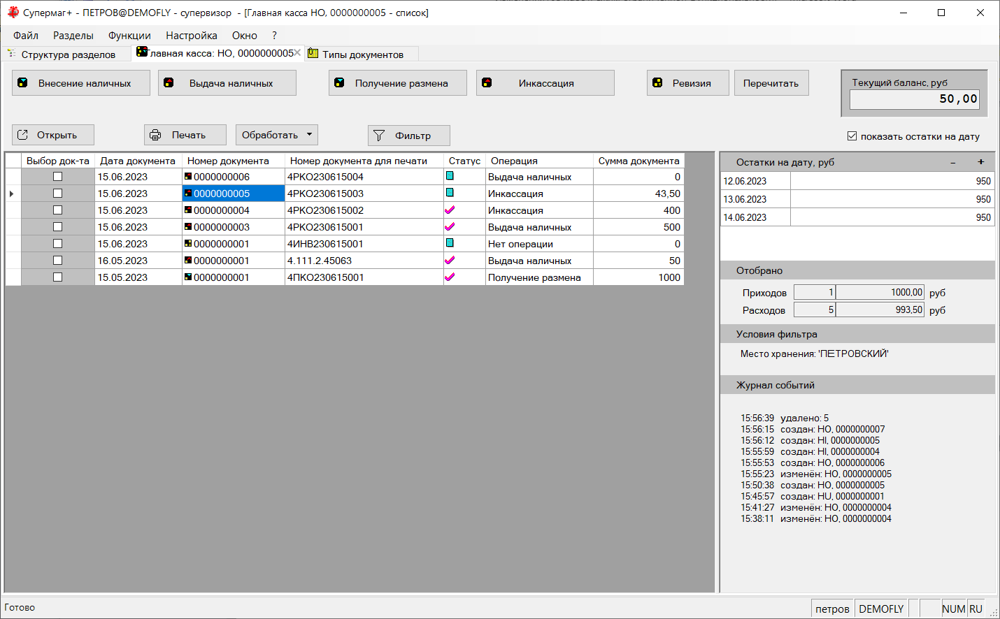 Супермаг+ - ПЕТРОВ@DEMOFLY - супервизор - [Главная касса HO, 0000000005 - список]
Файл Разделы Функции Настройка Окно ?
Структура разделов лавная касса: HO, 0000000005 Типы документов
Внесение наличных Выдача наличных Получение размена Инкассация Ревизия Перечитать
Текущий баланс, руб
50,00
Открыть Печать Обработать Фильтр
показать остатки на дату
Выбор док-та Дата документа Номер документа Номер документа для печати Статус Операция Сумма документа
15.06.2023 0000000006 4РКО230615004 Выдача наличных 0
15.06.2023 0000000005 4РКО230615003 Инкассация 43,50
15.06.2023 0000000004 4РКО230615002 Инкассация 400
15.06.2023 0000000003 4РКО230615001 Выдача наличных 500
15.06.2023 0000000001 4ИНВ230615001 Нет операции 0
16.05.2023 0000000001 4.111.2.45063 Выдача наличных 50
15.05.2023 0000000001 4ПКО230615001 Получение размена 1000
Остатки на дату, руб - +
12.06.2023 950
13.06.2023 950
14.06.2023 950
Отобрано
Приходов 1 1000,00 руб
Расходов 5 993,50 руб
Условия фильтра
Место хранения: 'ПЕТРОВСКИЙ'
Журнал событий
15:56:39 удалено: 5
15:56:15 создан: HO, 0000000007
15:56:12 создан: HI, 0000000005
15:55:59 создан: HI, 0000000004
15:55:53 создан: HO, 0000000006
15:55:23 изменён: HO, 0000000005
15:50:38 создан: HO, 0000000005
15:45:57 создан: HU, 0000000001
15:41:27 изменён: HO, 0000000004
15:38:11 изменён: HO, 0000000004
Готово
петров DEMOFLY NUM RU